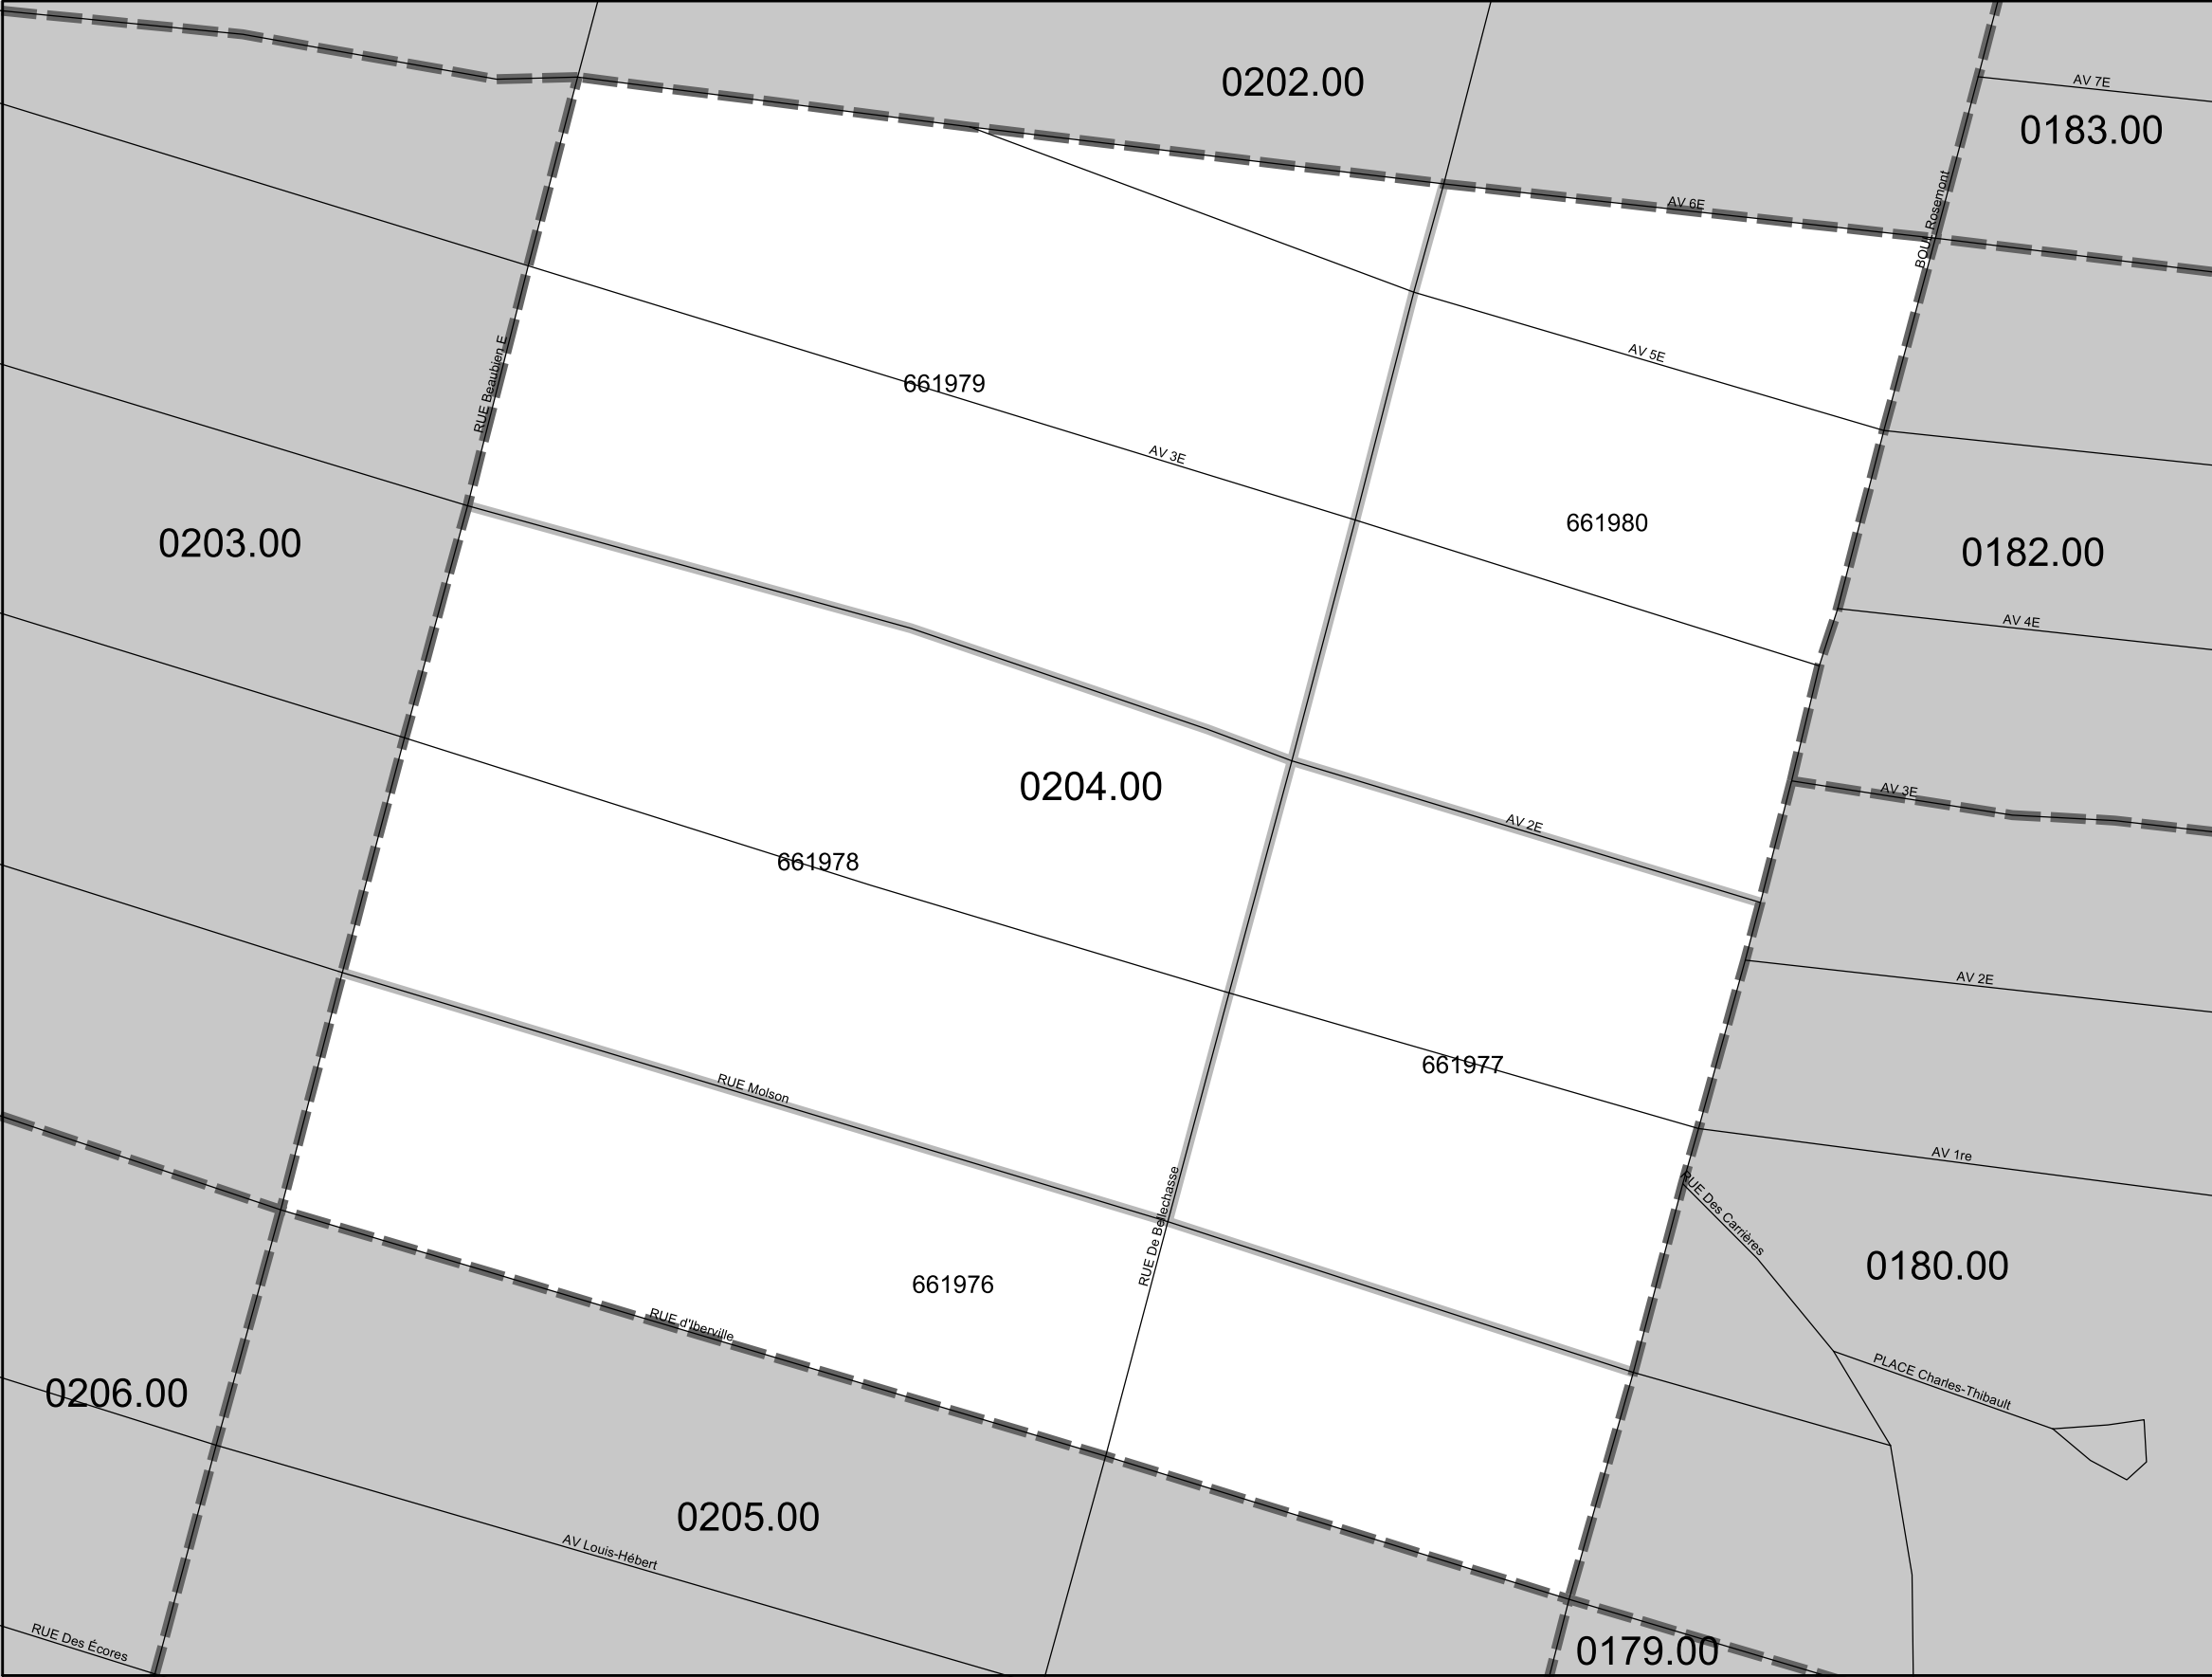 0202.00
AV 7E
0183.00
AV 6E
BOUL Rosemont
RUE Beaubien E
AV 5E
661979
AV 3E
661980
0203.00
0182.00
AV 4E
0204.00
AV 3E
AV 2E
661978
AV 2E
661977
RUE Molson
AV 1re
RUE De Bellechasse
RUE Des Carrières
0180.00
661976
RUE d'Iberville
PLACE Charles-Thibault
0206.00
0205.00
AV Louis-Hébert
RUE Des Écores
0179.00